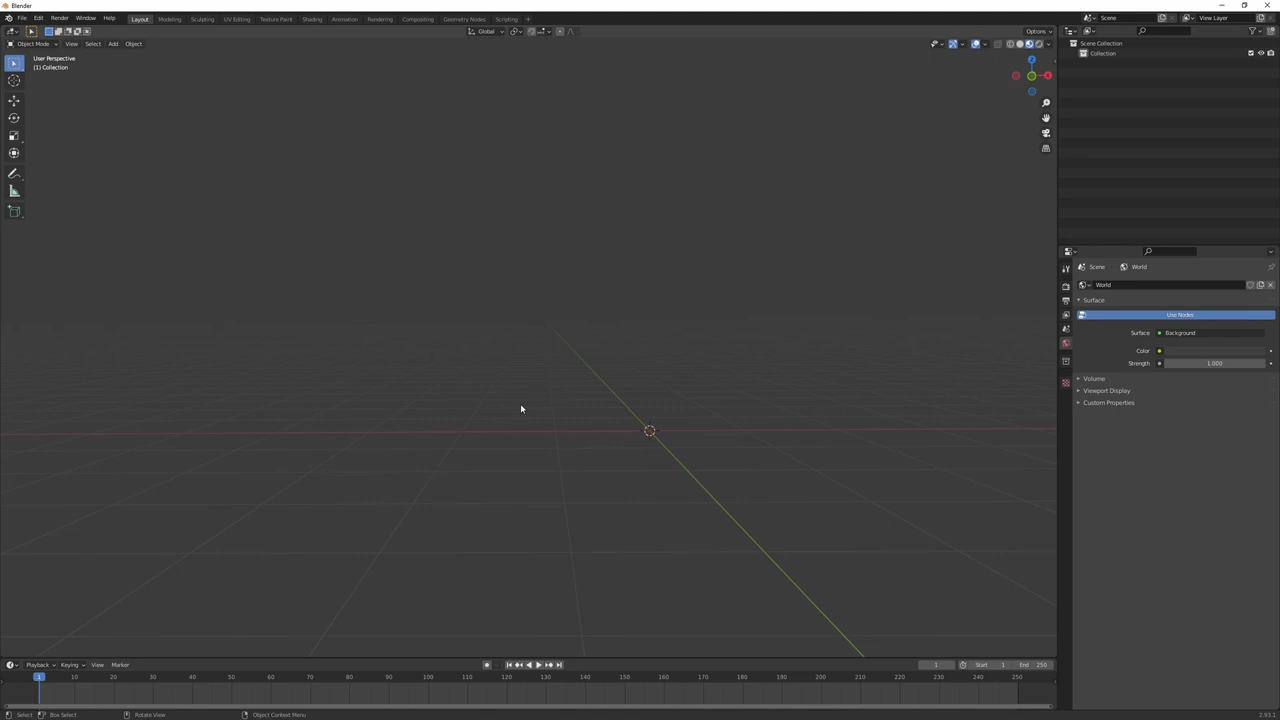 Blender
File Edit Render Window Help Layout Modeling Sculpting UV Editing Texture Paint Shading Animation Rendering Compositing Geometry Nodes Scripting + Scene View Layer
Global Options
Object Mode View Select Add Object
User Perspective
(1) Collection
Z
X
Scene Collection
Collection
Scene World
World
Surface
Use Nodes
Surface Background
Color
Strength 1.000
Volume
Viewport Display
Custom Properties
Playback Keying View Marker 1 Start 1 End 250
1 10 20 30 40 50 60 70 80 90 100 110 120 130 140 150 160 170 180 190 200 210 220 230 240 250
Select Box Select Rotate View Object Context Menu 2.93.1